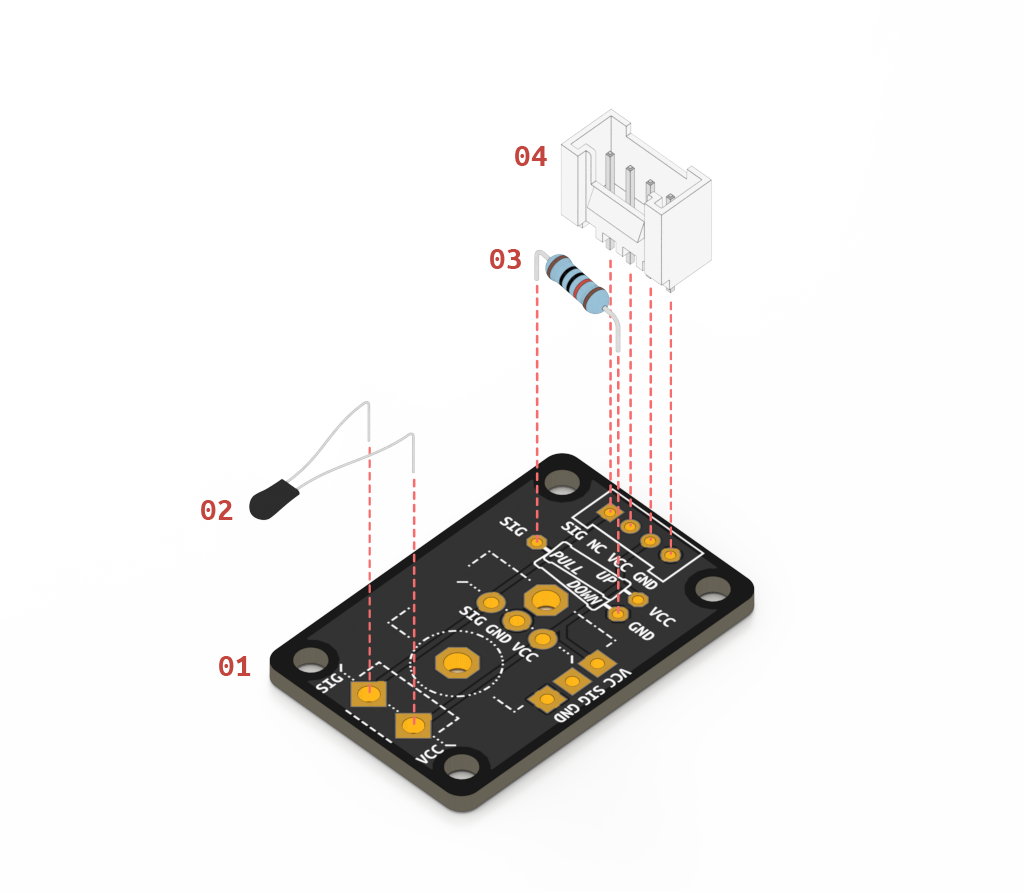 04
03
02
01
SIG
SIG NC VCC GND
PULL UP
DOWN
SIG GND VCC
VCC
GND
VCC SIG GND
SIG
VCC